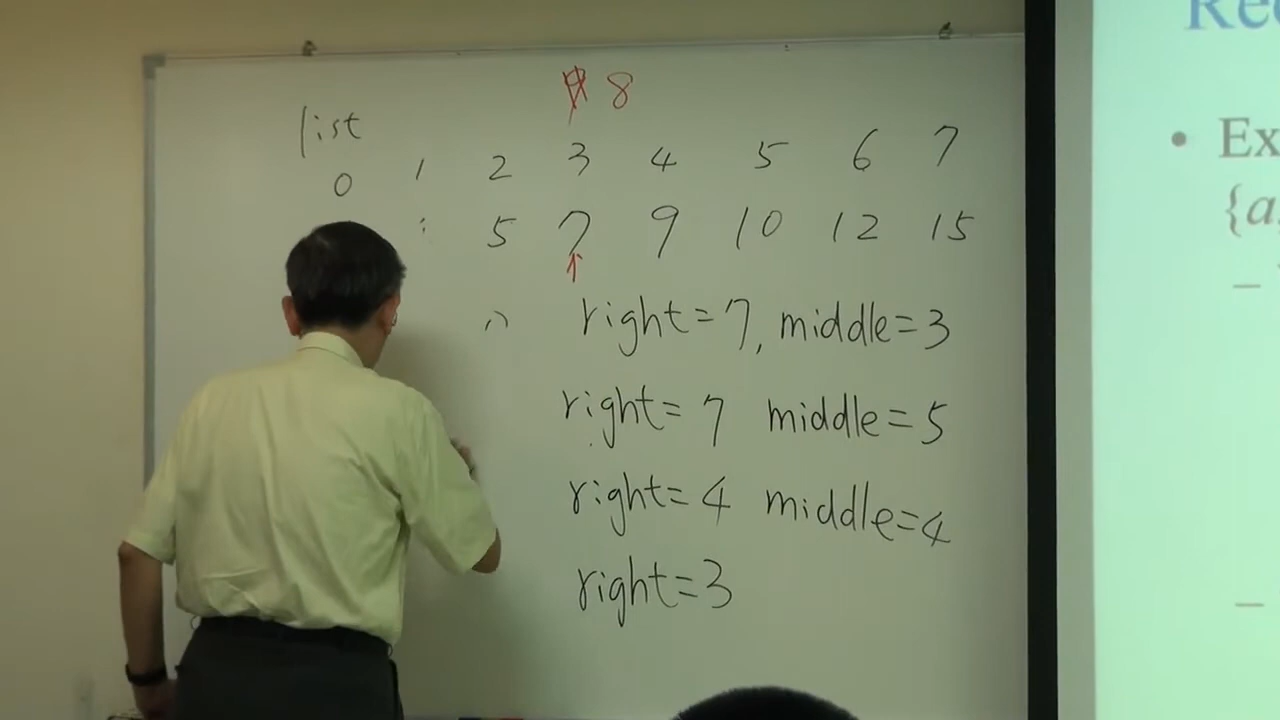 8
list
0 1 2 3 4 5 6 7
5 7 9 10 12 15
right=7, middle=3
right=7 middle=5
right=4 middle=4
right=3
Rec
• Ex
{a,